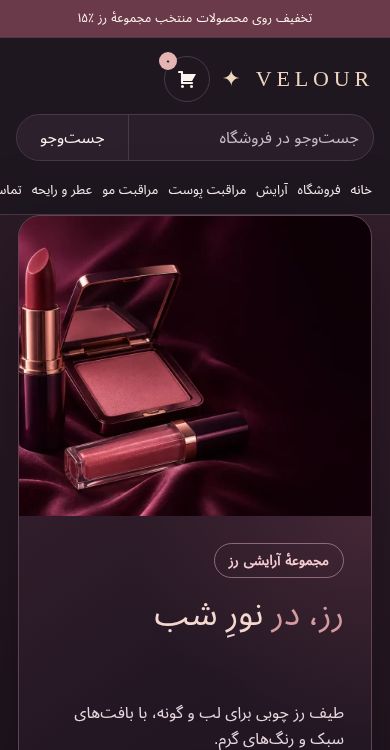 تخفیف روی محصولات منتخب مجموعهٔ رز ۱۵٪
VELOUR ✦
جست‌وجو در فروشگاه
جست‌وجو
خانه فروشگاه آرایش مراقبت پوست مراقبت مو عطر و رایحه تماس
مجموعهٔ آرایشی رز
رز، در نورِ شب
طیف رز چوبی برای لب و گونه، با بافت‌های
سبک و رنگ‌های گرم.